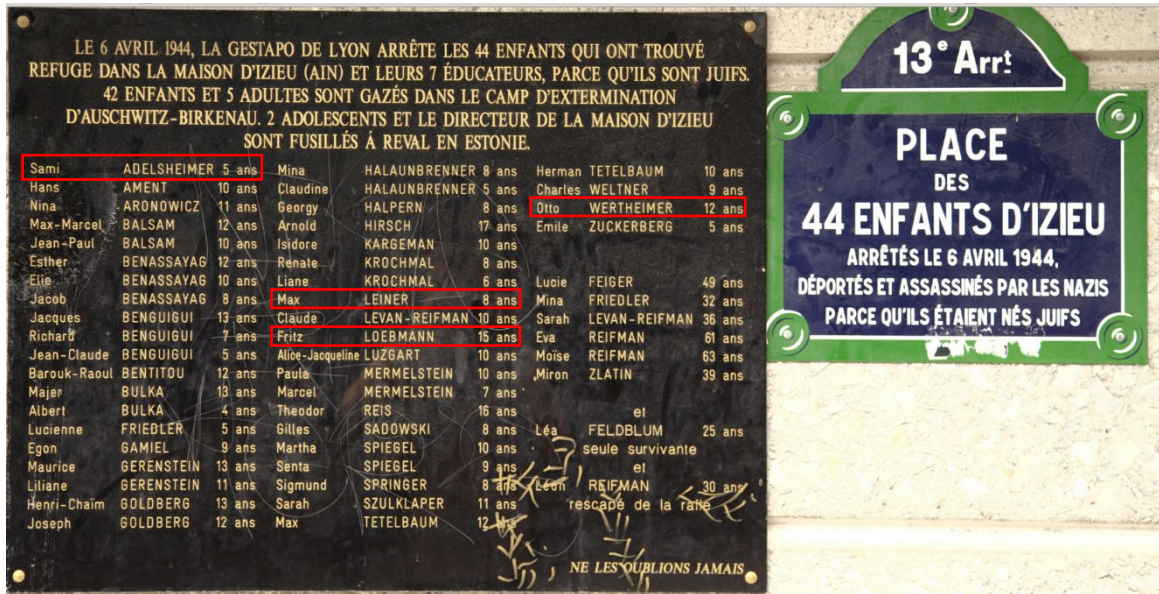 LE 6 AVRIL 1944, LA GESTAPO DE LYON ARRÊTE LES 44 ENFANTS QUI ONT TROUVÉ
REFUGE DANS LA MAISON D'IZIEU (AIN) ET LEURS 7 ÉDUCATEURS, PARCE QU'ILS SONT JUIFS.
42 ENFANTS ET 5 ADULTES SONT GAZÉS DANS LE CAMP D'EXTERMINATION
D'AUSCHWITZ-BIRKENAU. 2 ADOLESCENTS ET LE DIRECTEUR DE LA MAISON D'IZIEU
SONT FUSILLÉS Á REVAL EN ESTONIE.
Sami ADELSHEIMER 5 ans
Hans AMENT 10 ans
Nina ARONOWICZ 11 ans
Max-Marcel BALSAM 12 ans
Jean-Paul BALSAM 10 ans
Esther BENASSAYAG 12 ans
Elie BENASSAYAG 10 ans
Jacob BENASSAYAG 8 ans
Jacques BENGUIGUI 13 ans
Richard BENGUIGUI 7 ans
Jean-Claude BENGUIGUI 5 ans
Barouk-Raoul BENTITOU 12 ans
Majer BULKA 13 ans
Albert BULKA 4 ans
Lucienne FRIEDLER 5 ans
Egon GAMIEL 9 ans
Maurice GERENSTEIN 13 ans
Liliane GERENSTEIN 11 ans
Henri-Chaïm GOLDBERG 13 ans
Joseph GOLDBERG 12 ans
Mina HALAUNBRENNER 8 ans
Claudine HALAUNBRENNER 5 ans
Georgy HALPERN 8 ans
Arnold HIRSCH 17 ans
Isidore KARGEMAN 10 ans
Renate KROCHMAL 8 ans
Liane KROCHMAL 6 ans
Max LEINER 8 ans
Claude LEVAN-REIFMAN 10 ans
Fritz LOEBMANN 15 ans
Alice-Jacqueline LUZGART 10 ans
Paula MERMELSTEIN 10 ans
Marcel MERMELSTEIN 7 ans
Theodor REIS 16 ans
Gilles SADOWSKI 8 ans
Martha SPIEGEL 10 ans
Senta SPIEGEL 9 ans
Sigmund SPRINGER 8 ans
Sarah SZULKLAPER 11 ans
Max TETELBAUM 12 ans
Herman TETELBAUM 10 ans
Charles WELTNER 9 ans
Otto WERTHEIMER 12 ans
Emile ZUCKERBERG 5 ans
Lucie FEIGER 49 ans
Mina FRIEDLER 32 ans
Sarah LEVAN-REIFMAN 36 ans
Eva REIFMAN 61 ans
Moïse REIFMAN 63 ans
Miron ZLATIN 39 ans
et
Léa FELDBLUM 25 ans
seule survivante
et
Léon REIFMAN 30 ans
rescapé de la rafle
NE LES OUBLIONS JAMAIS
13e Arrt
PLACE
DES
44 ENFANTS D'IZIEU
ARRÊTÉS LE 6 AVRIL 1944,
DÉPORTÉS ET ASSASSINÉS PAR LES NAZIS
PARCE QU'ILS ÉTAIENT NÉS JUIFS